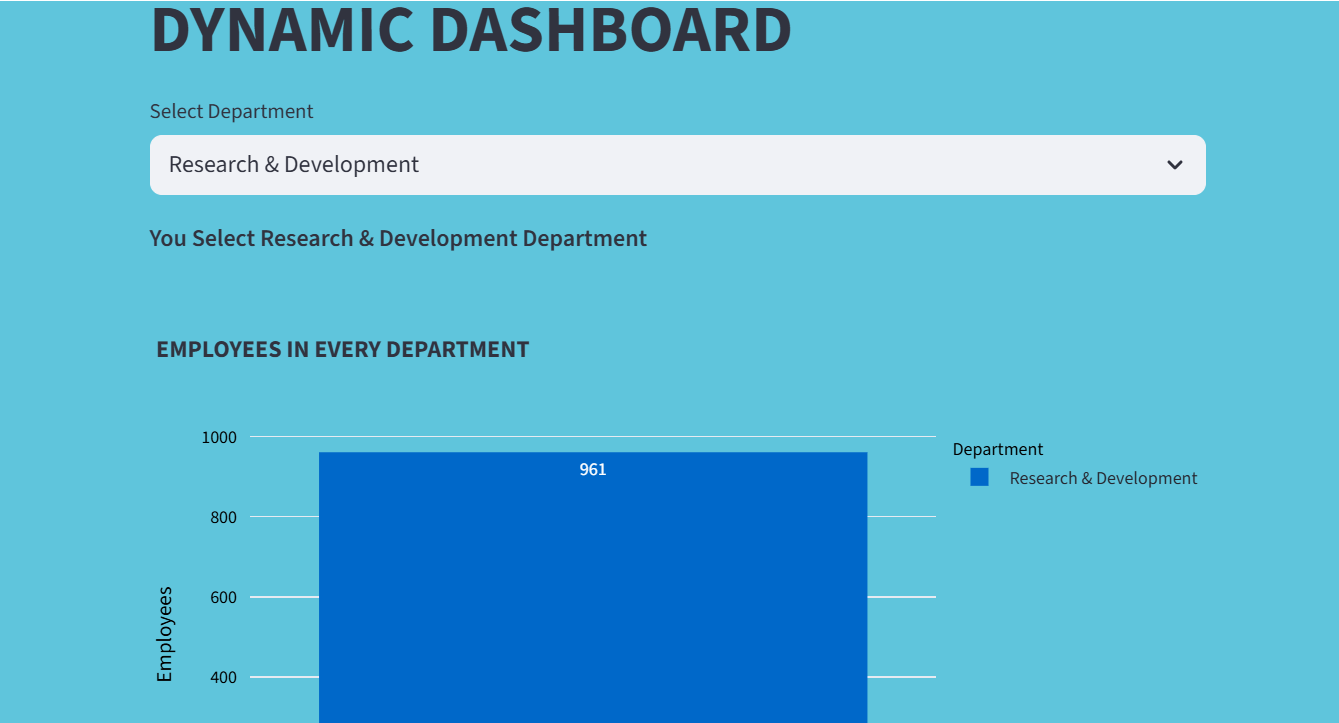 DYNAMIC DASHBOARD
Select Department
Research & Development
You Select Research & Development Department
EMPLOYEES IN EVERY DEPARTMENT
1000
961
Department
Research & Development
800
600
Employees
400